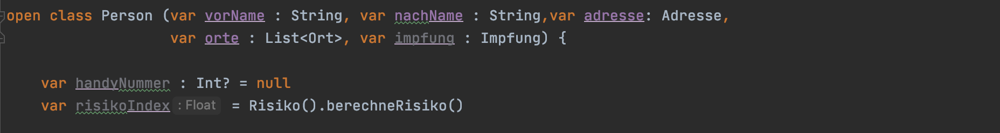 open class Person (var vorName : String, var nachName : String,var adresse: Adresse,
var orte : List<Ort>, var impfung : Impfung) {
var handyNummer : Int? = null
var risikoIndex : Float = Risiko().berechneRisiko()